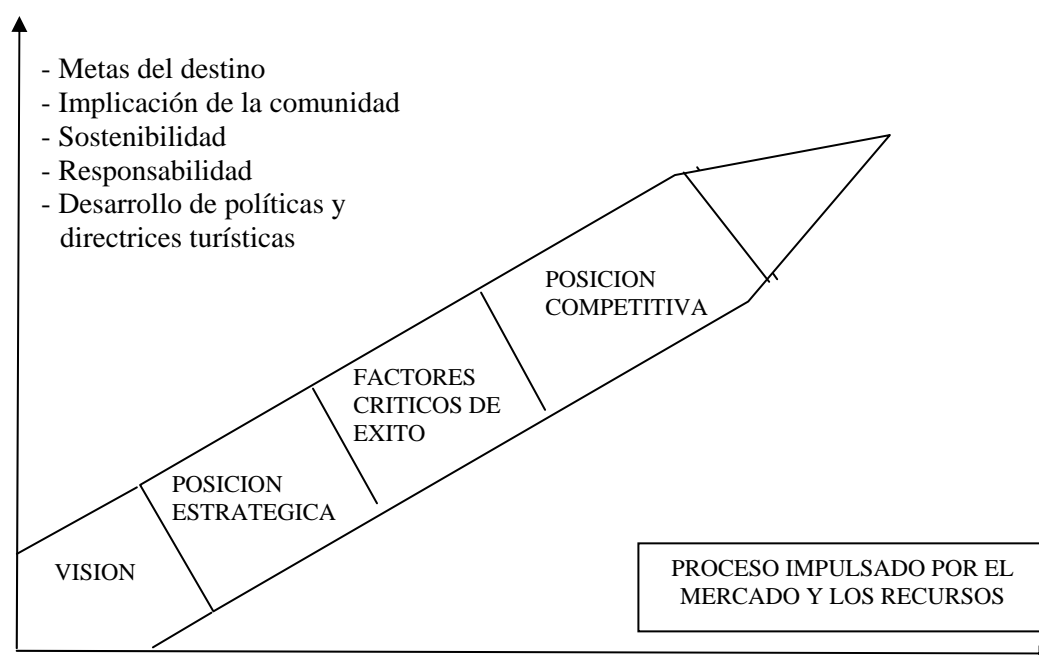 - Metas del destino
- Implicación de la comunidad
- Sostenibilidad
- Responsabilidad
- Desarrollo de políticas y
directrices turísticas
POSICION
COMPETITIVA
FACTORES
CRITICOS DE
EXITO
POSICION
ESTRATEGICA
VISION
PROCESO IMPULSADO POR EL
MERCADO Y LOS RECURSOS